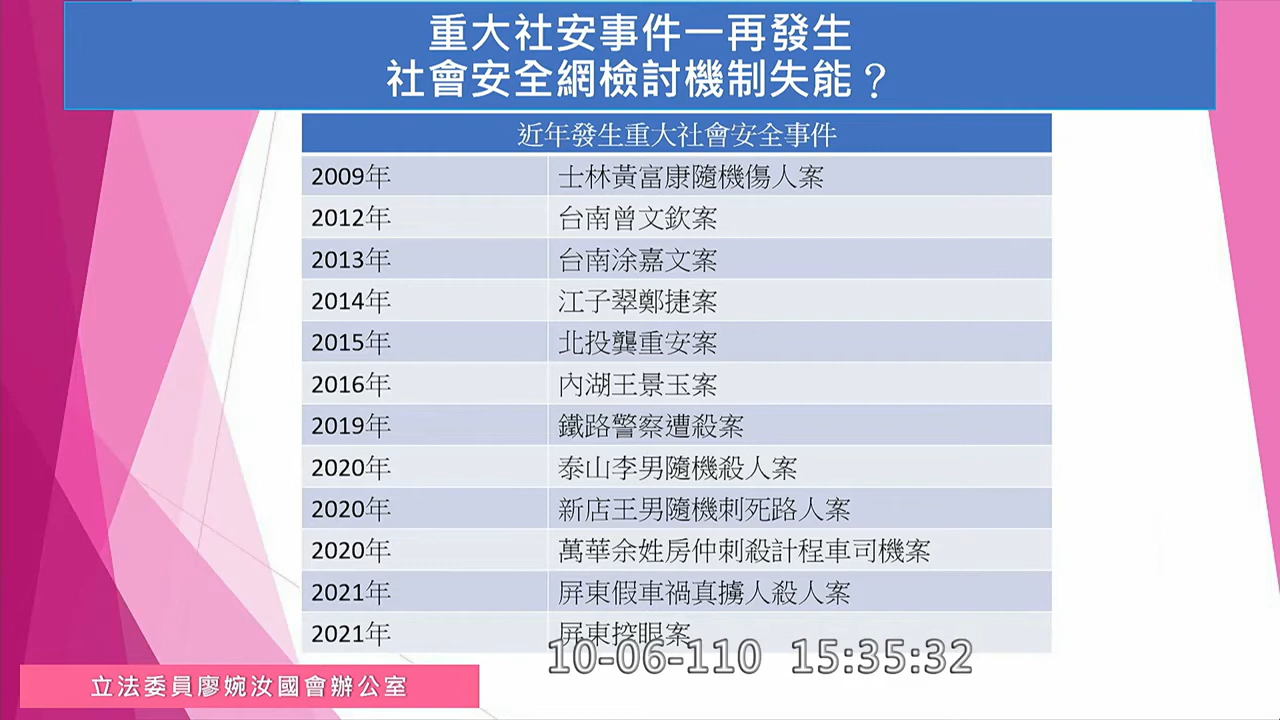 重大社安事件一再發生
社會安全網檢討機制失能？
近年發生重大社會安全事件
2009年 士林黃富康隨機傷人案
2012年 台南曾文欽案
2013年 台南涂嘉文案
2014年 江子翠鄭捷案
2015年 北投龔重安案
2016年 內湖王景玉案
2019年 鐵路警察遭殺案
2020年 泰山李男隨機殺人案
2020年 新店王男隨機刺死路人案
2020年 萬華余姓房仲刺殺計程車司機案
2021年 屏東假車禍真擄人殺人案
2021年 屏東挖眼案
10-06-110 15:35:32
立法委員廖婉汝國會辦公室